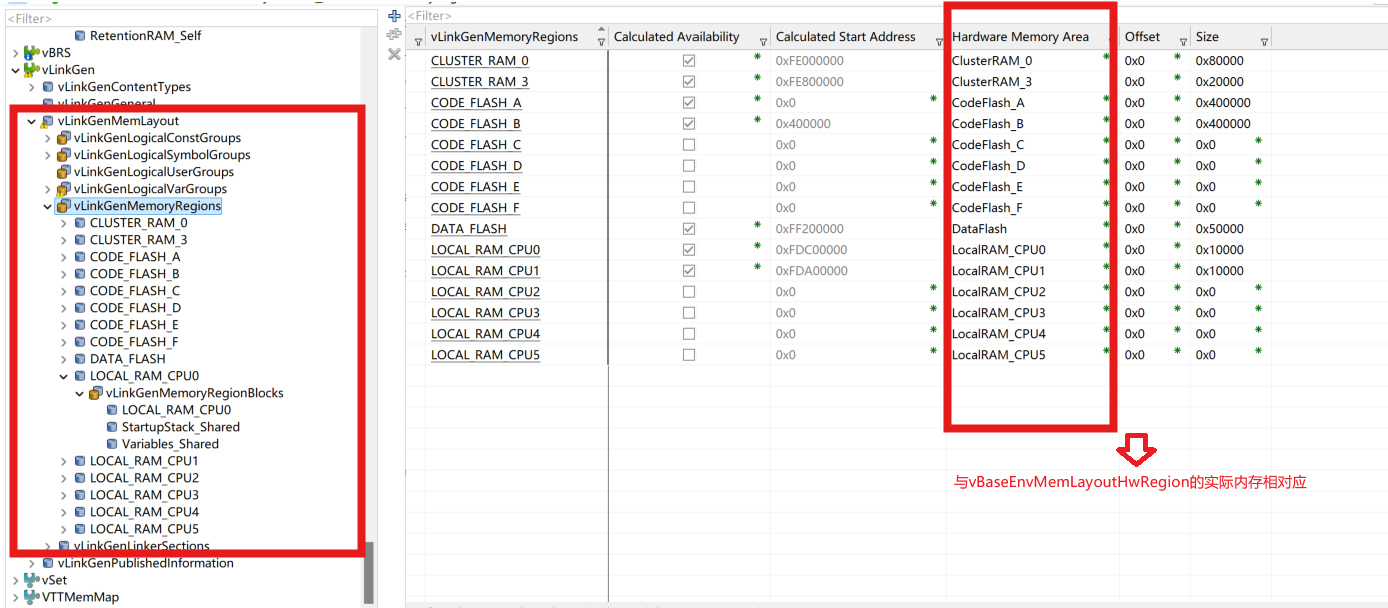 <Filter>
RetentionRAM_Self
vBRS
vLinkGen
vLinkGenContentTypes
vLinkGenGeneral
vLinkGenMemLayout
vLinkGenLogicalConstGroups
vLinkGenLogicalSymbolGroups
vLinkGenLogicalUserGroups
vLinkGenLogicalVarGroups
vLinkGenMemoryRegions
CLUSTER_RAM_0
CLUSTER_RAM_3
CODE_FLASH_A
CODE_FLASH_B
CODE_FLASH_C
CODE_FLASH_D
CODE_FLASH_E
CODE_FLASH_F
DATA_FLASH
LOCAL_RAM_CPU0
vLinkGenMemoryRegionBlocks
LOCAL_RAM_CPU0
StartupStack_Shared
Variables_Shared
LOCAL_RAM_CPU1
LOCAL_RAM_CPU2
LOCAL_RAM_CPU3
LOCAL_RAM_CPU4
LOCAL_RAM_CPU5
vLinkGenLinkerSections
vLinkGenPublishedInformation
vSet
VTTMemMap
<Filter>
vLinkGenMemoryRegions Calculated Availability Calculated Start Address Hardware Memory Area Offset Size
CLUSTER_RAM_0 0xFE000000 ClusterRAM_0 0x0 0x80000
CLUSTER_RAM_3 0xFE800000 ClusterRAM_3 0x0 0x20000
CODE_FLASH_A 0x0 CodeFlash_A 0x0 0x400000
CODE_FLASH_B 0x400000 CodeFlash_B 0x0 0x400000
CODE_FLASH_C 0x0 CodeFlash_C 0x0 0x0
CODE_FLASH_D 0x0 CodeFlash_D 0x0 0x0
CODE_FLASH_E 0x0 CodeFlash_E 0x0 0x0
CODE_FLASH_F 0x0 CodeFlash_F 0x0 0x0
DATA_FLASH 0xFF200000 DataFlash 0x0 0x50000
LOCAL_RAM_CPU0 0xFDC00000 LocalRAM_CPU0 0x0 0x10000
LOCAL_RAM_CPU1 0xFDA00000 LocalRAM_CPU1 0x0 0x10000
LOCAL_RAM_CPU2 0x0 LocalRAM_CPU2 0x0 0x0
LOCAL_RAM_CPU3 0x0 LocalRAM_CPU3 0x0 0x0
LOCAL_RAM_CPU4 0x0 LocalRAM_CPU4 0x0 0x0
LOCAL_RAM_CPU5 0x0 LocalRAM_CPU5 0x0 0x0
与vBaseEnvMemLayoutHwRegion的实际内存相对应